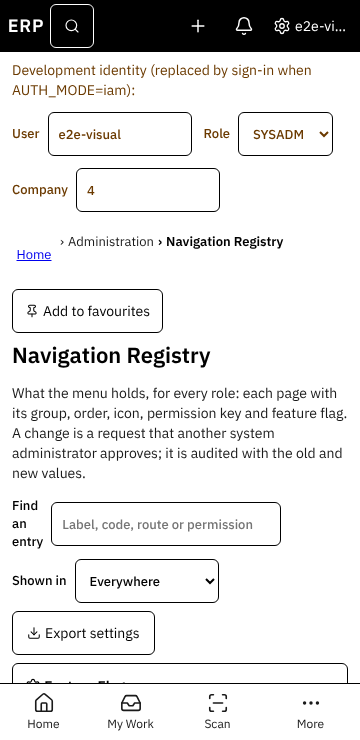 ERP
e2e-vi...
Development identity (replaced by sign-in when
AUTH_MODE=iam):
User e2e-visual Role SYSADM
Company 4
Home › Administration › Navigation Registry
Add to favourites
Navigation Registry
What the menu holds, for every role: each page with
its group, order, icon, permission key and feature flag.
A change is a request that another system
administrator approves; it is audited with the old and
new values.
Find
an
entry
Label, code, route or permission
Shown in Everywhere
Export settings
Home My Work Scan More